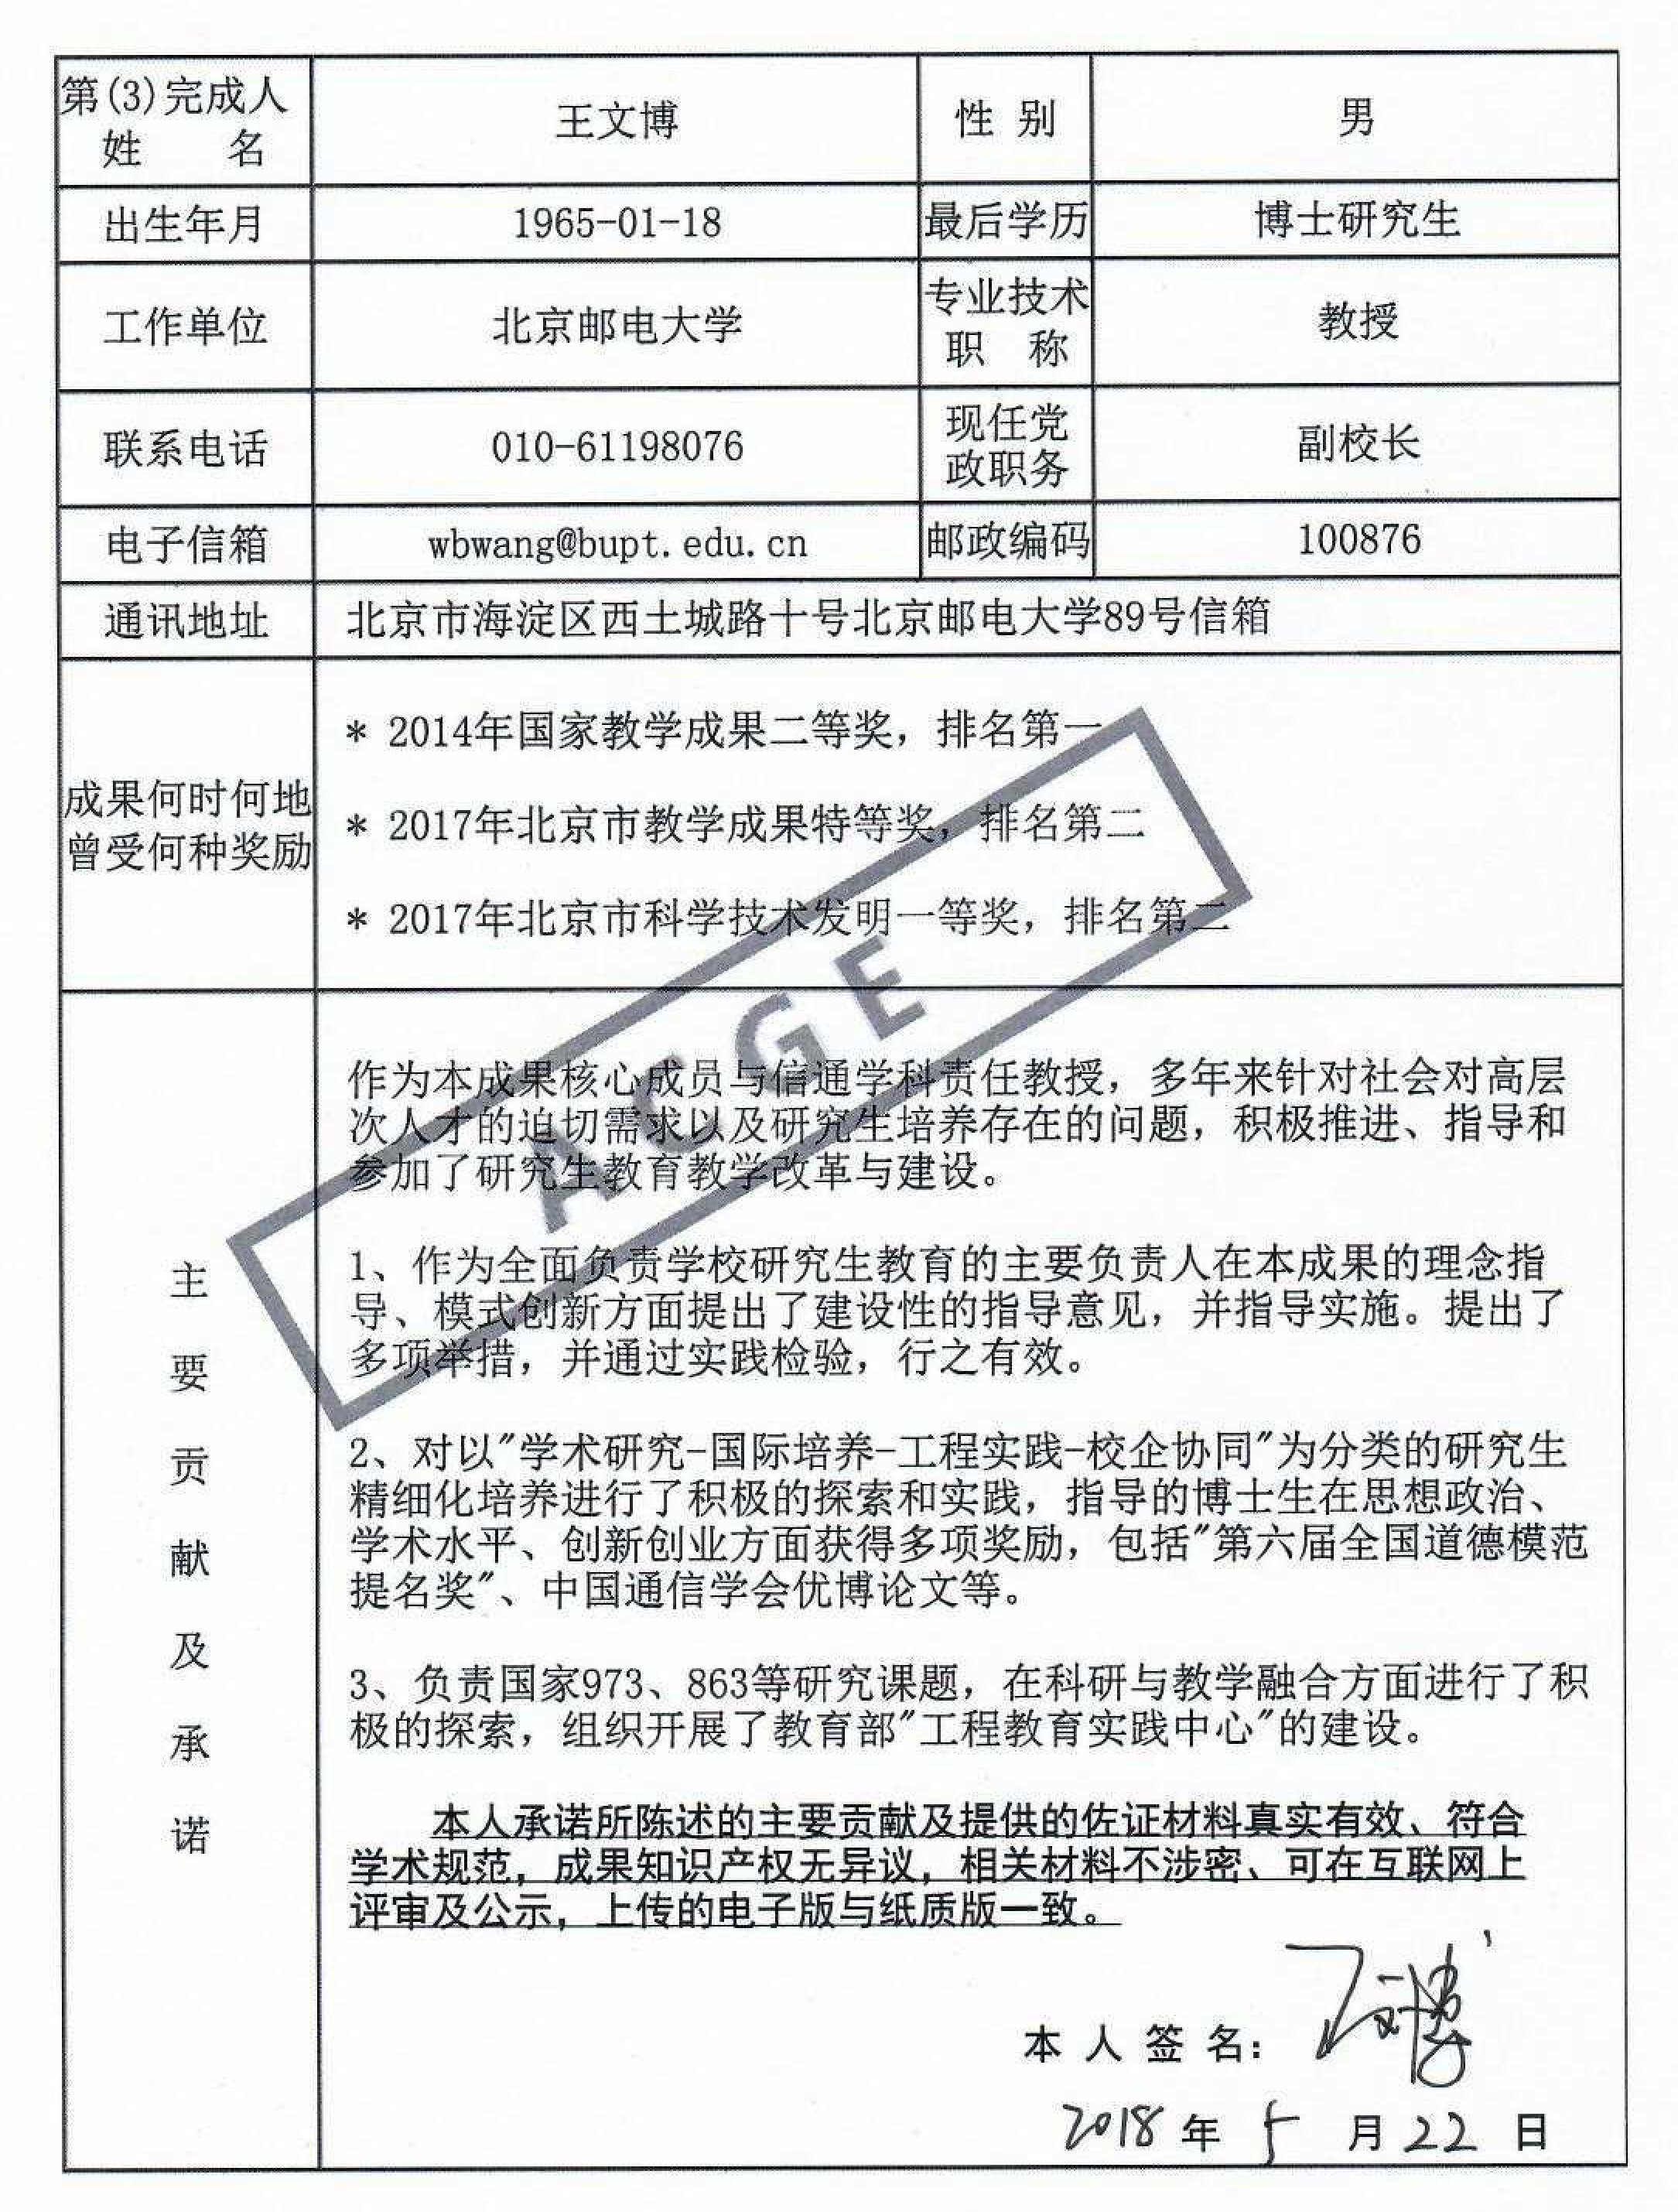 第(3)完成人
姓 名
王文博
性 别
男
出生年月
1965-01-18
最后学历
博士研究生
工作单位
北京邮电大学
专业技术
职 称
教授
联系电话
010-61198076
现任党
政职务
副校长
电子信箱
wbwang@bupt.edu.cn
邮政编码
100876
通讯地址
北京市海淀区西土城路十号北京邮电大学89号信箱
成果何时何地
曾受何种奖励
* 2014年国家教学成果二等奖，排名第一
* 2017年北京市教学成果特等奖，排名第二
* 2017年北京市科学技术发明一等奖，排名第二
ACGE
主
要
贡
献
及
承
诺
作为本成果核心成员与信通学科责任教授，多年来针对社会对高层
次人才的迫切需求以及研究生培养存在的问题，积极推进、指导和
参加了研究生教育教学改革与建设。
1、作为全面负责学校研究生教育的主要负责人在本成果的理念指
导、模式创新方面提出了建设性的指导意见，并指导实施。提出了
多项举措，并通过实践检验，行之有效。
2、对以"学术研究-国际培养-工程实践-校企协同"为分类的研究生
精细化培养进行了积极的探索和实践，指导的博士生在思想政治、
学术水平、创新创业方面获得多项奖励，包括"第六届全国道德模范
提名奖"、中国通信学会优博论文等。
3、负责国家973、863等研究课题，在科研与教学融合方面进行了积
极的探索，组织开展了教育部"工程教育实践中心"的建设。
本人承诺所陈述的主要贡献及提供的佐证材料真实有效、符合
学术规范，成果知识产权无异议，相关材料不涉密、可在互联网上
评审及公示，上传的电子版与纸质版一致。
本 人 签 名：王文博
2018 年 5 月 22 日